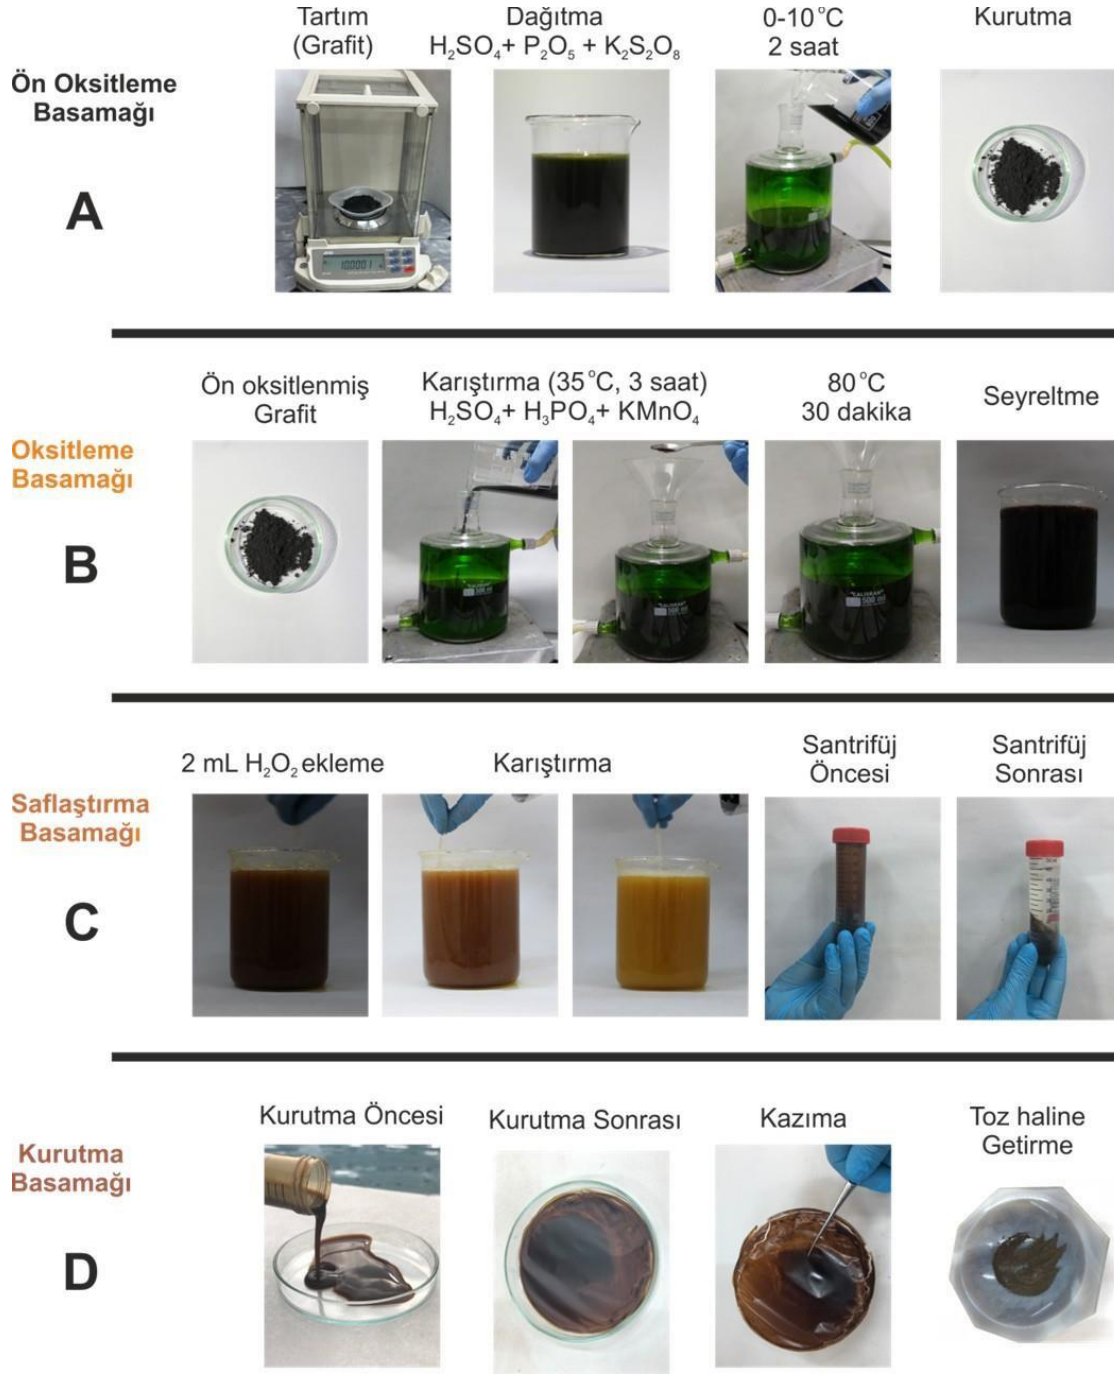 Ön Oksitleme
Basamağı
A
Tartım
(Grafit)
Dağıtma
H₂SO₄+ P₂O₅ + K₂S₂O₈
0-10 °C
2 saat
Kurutma
Oksitleme
Basamağı
B
Ön oksitlenmiş
Grafit
Karıştırma (35 °C, 3 saat)
H₂SO₄+ H₃PO₄+ KMnO₄
80 °C
30 dakika
Seyreltme
Saflaştırma
Basamağı
C
2 mL H₂O₂ ekleme
Karıştırma
Santrifüj
Öncesi
Santrifüj
Sonrası
Kurutma
Basamağı
D
Kurutma Öncesi
Kurutma Sonrası
Kazıma
Toz haline
Getirme